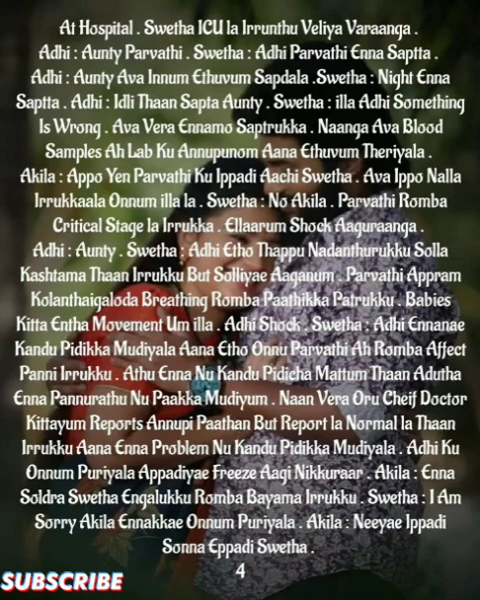 At Hospital . Swetha ICU la Irrunthu Veliya Varaanga .
Adhi : Aunty Parvathi . Swetha : Adhi Parvathi Enna Saptta .
Adhi : Aunty Ava Innum Ethuvum Sapdala .Swetha : Night Enna
Saptta . Adhi : Idli Thaan Sapta Aunty . Swetha : illa Adhi Something
Is Wrong . Ava Vera Ennamo Saptrukka . Naanga Ava Blood
Samples Ah Lab Ku Annupunom Aana Ethuvum Theriyala .
Akila : Appo Yen Parvathi Ku Ippadi Aachi Swetha . Ava Ippo Nalla
Irrukkaala Onnum illa la . Swetha : No Akila . Parvathi Romba
Critical Stage la Irrukka . Ellaarum Shock Aaguraanga .
Adhi : Aunty . Swetha : Adhi Etho Thappu Nadanthurukku Solla
Kashtama Thaan Irrukku But Solliyae Aaganum . Parvathi Appram
Kolanthaigaloda Breathing Romba Paathikka Patrukku . Babies
Kitta Entha Movement Um illa . Adhi Shock . Swetha : Adhi Ennanae
Kandu Pidikka Mudiyala Aana Etho Onnu Parvathi Ah Romba Affect
Panni Irrukku . Athu Enna Nu Kandu Pidicha Mattum Thaan Adutha
Enna Pannurathu Nu Paakka Mudiyum . Naan Vera Oru Cheif Doctor
Kittayum Reports Annupi Paathan But Report la Normal la Thaan
Irrukku Aana Enna Problem Nu Kandu Pidikka Mudiyala . Adhi Ku
Onnum Puriyala Appadiyae Freeze Aagi Nikkuraar . Akila : Enna
Soldra Swetha Engalukku Romba Bayama Irrukku . Swetha : I Am
Sorry Akila Ennakkae Onnum Puriyala . Akila : Neeyae Ippadi
Sonna Eppadi Swetha .
4
SUBSCRIBE